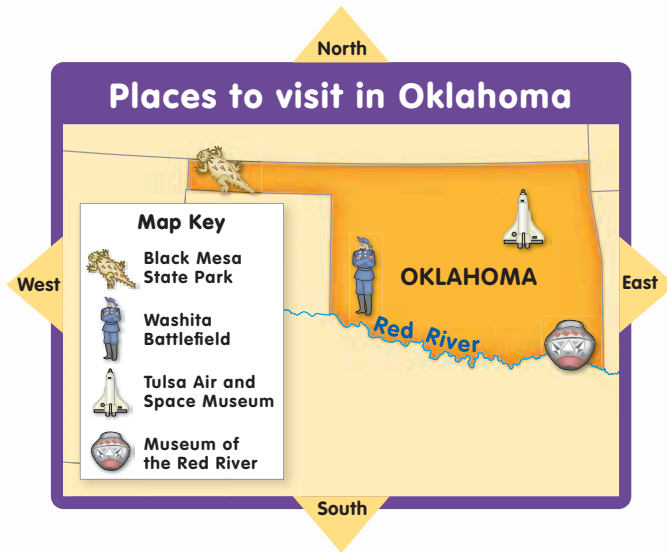 North
Places to visit in Oklahoma
Map Key
Black Mesa
State Park
Washita
Battlefield
Tulsa Air and
Space Museum
Museum of
the Red River
West
OKLAHOMA
East
Red River
South